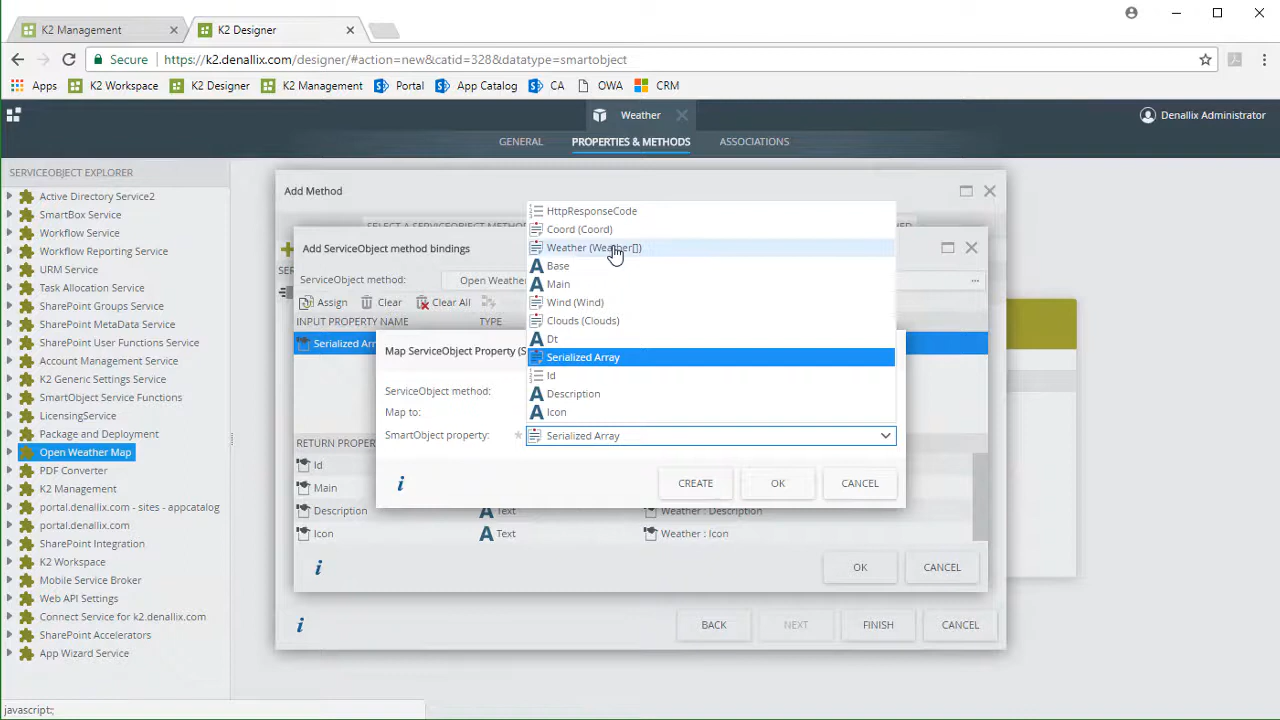 K2 Management
K2 Designer
Secure https://k2.denallix.com/designer/#action=new&catid=328&datatype=smartobject
Apps K2 Workspace K2 Designer K2 Management Portal App Catalog CA OWA CRM
Weather
Denallix Administrator
GENERAL PROPERTIES & METHODS ASSOCIATIONS
SERVICEOBJECT EXPLORER
Active Directory Service2
SmartBox Service
Workflow Service
Workflow Reporting Service
URM Service
Task Allocation Service
SharePoint Groups Service
SharePoint MetaData Service
SharePoint User Functions Service
Account Management Service
K2 Generic Settings Service
SmartObject Service Functions
LicensingService
Package and Deployment
Open Weather Map
PDF Converter
K2 Management
portal.denallix.com - sites - appcatalog
portal.denallix.com
SharePoint Integration
K2 Workspace
Mobile Service Broker
Web API Settings
Connect Service for k2.denallix.com
SharePoint Accelerators
App Wizard Service
Add Method
Add ServiceObject method bindings
ServiceObject method: Open Weather
...
Assign Clear Clear All
INPUT PROPERTY NAME TYPE
Serialized Arr
Map ServiceObject Property (S
ServiceObject method:
Map to:
SmartObject property: * Serialized Array
HttpResponseCode
Coord (Coord)
Weather (Weather[])
Base
Main
Wind (Wind)
Clouds (Clouds)
Dt
Serialized Array
Id
Description
Icon
CREATE OK CANCEL
RETURN PROPER
Id
Main
Description Text Weather : Description
Icon Text Weather : Icon
OK CANCEL
BACK NEXT FINISH CANCEL
javascript:;